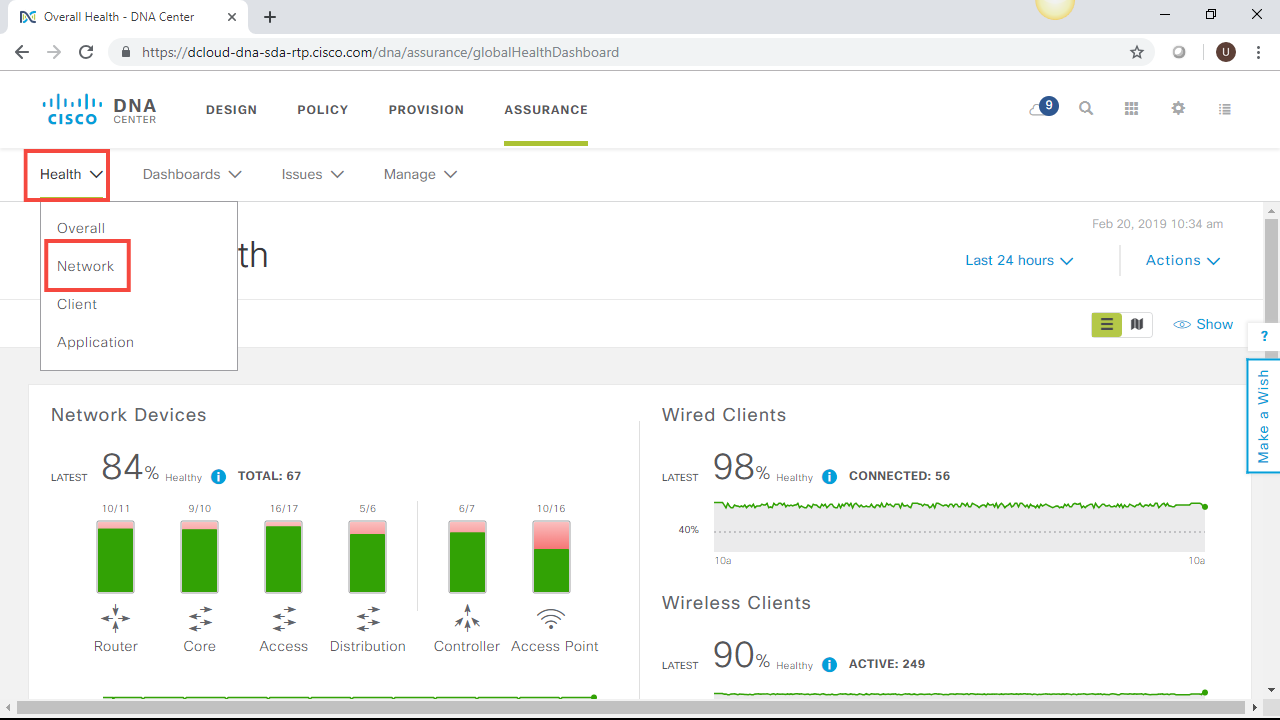 Overall Health - DNA Center
https://dcloud-dna-sda-rtp.cisco.com/dna/assurance/globalHealthDashboard
U
CISCO
DNA
CENTER
DESIGN
POLICY
PROVISION
ASSURANCE
9
Health
Dashboards
Issues
Manage
Overall
Network
Client
Application
th
Feb 20, 2019 10:34 am
Last 24 hours
Actions
Show
?
Make a Wish
Network Devices
LATEST 84% Healthy i TOTAL: 67
10/11 9/10 16/17 5/6 6/7 10/16
Router Core Access Distribution Controller Access Point
Wired Clients
LATEST 98% Healthy i CONNECTED: 56
40%
10a 10a
Wireless Clients
LATEST 90% Healthy i ACTIVE: 249